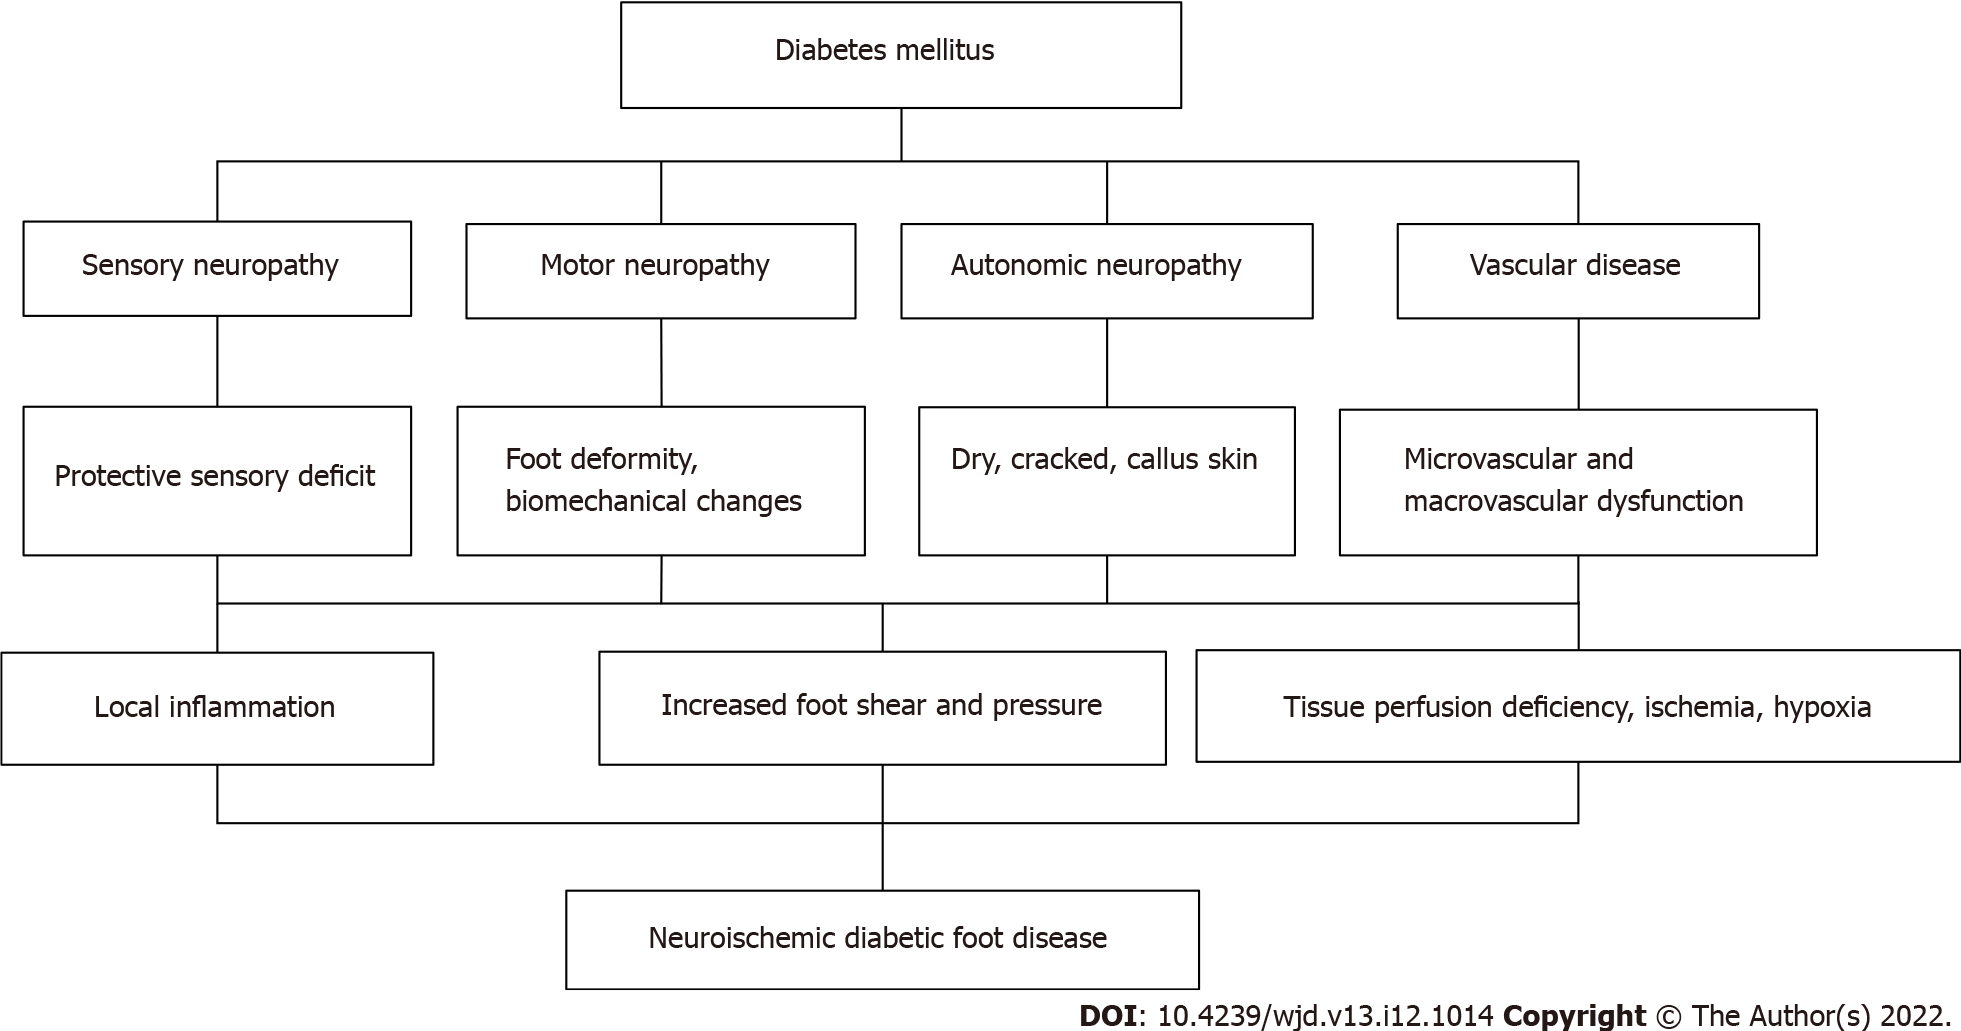 Diabetes mellitus
Sensory neuropathy
Motor neuropathy
Autonomic neuropathy
Vascular disease
Protective sensory deficit
Foot deformity,
biomechanical changes
Dry, cracked, callus skin
Microvascular and
macrovascular dysfunction
Local inflammation
Increased foot shear and pressure
Tissue perfusion deficiency, ischemia, hypoxia
Neuroischemic diabetic foot disease
DOI: 10.4239/wjd.v13.i12.1014 Copyright © The Author(s) 2022.